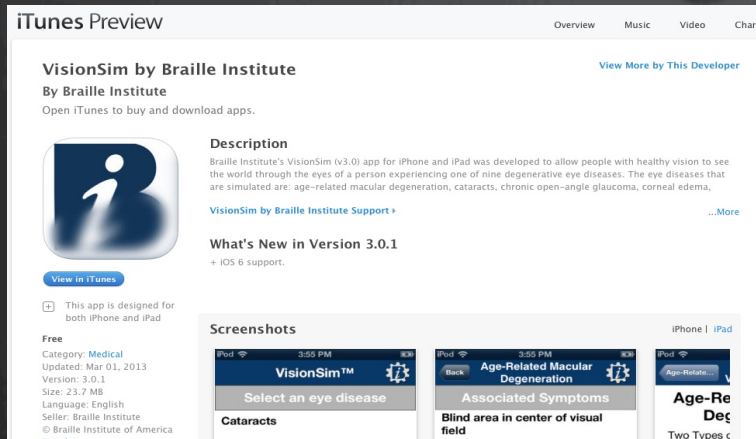 iTunes Preview
Overview Music Video
VisionSim by Braille Institute
View More by This Developer
By Braille Institute
Open iTunes to buy and download apps.
Description
Braille Institute's VisionSim (v3.0) app for iPhone and iPad was developed to allow people with healthy vision to see
the world through the eyes of a person experiencing one of nine degenerative eye diseases. The eye diseases that
are simulated are: age-related macular degeneration, cataracts, chronic open-angle glaucoma, corneal edema,
VisionSim by Braille Institute Support
...More
What's New in Version 3.0.1
+ iOS 6 support.
View in iTunes
+ This app is designed for
both iPhone and iPad
Free
Category: Medical
Updated: Mar 01, 2013
Version: 3.0.1
Size: 23.7 MB
Language: English
Seller: Braille Institute
© Braille Institute of America
Screenshots
iPhone | iPad
iPod 3:55 PM
VisionSim™
Select an eye disease
Cataracts
iPod 3:55 PM
Back
Age-Related Macular
Degeneration
Associated Symptoms
Blind area in center of visual
field
iPod
Age-Relate...
Age-Re
Deg
Two Types